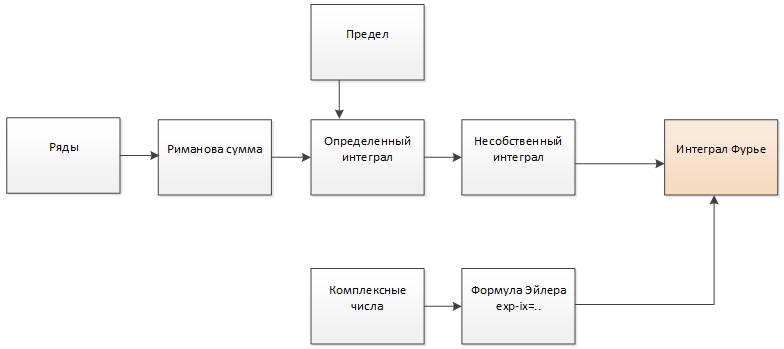 Предел
Ряды
Риманова сумма
Определенный
интеграл
Несобственный
интеграл
Интеграл Фурье
Комплексные
числа
Формула Эйлера
exp-ix=..